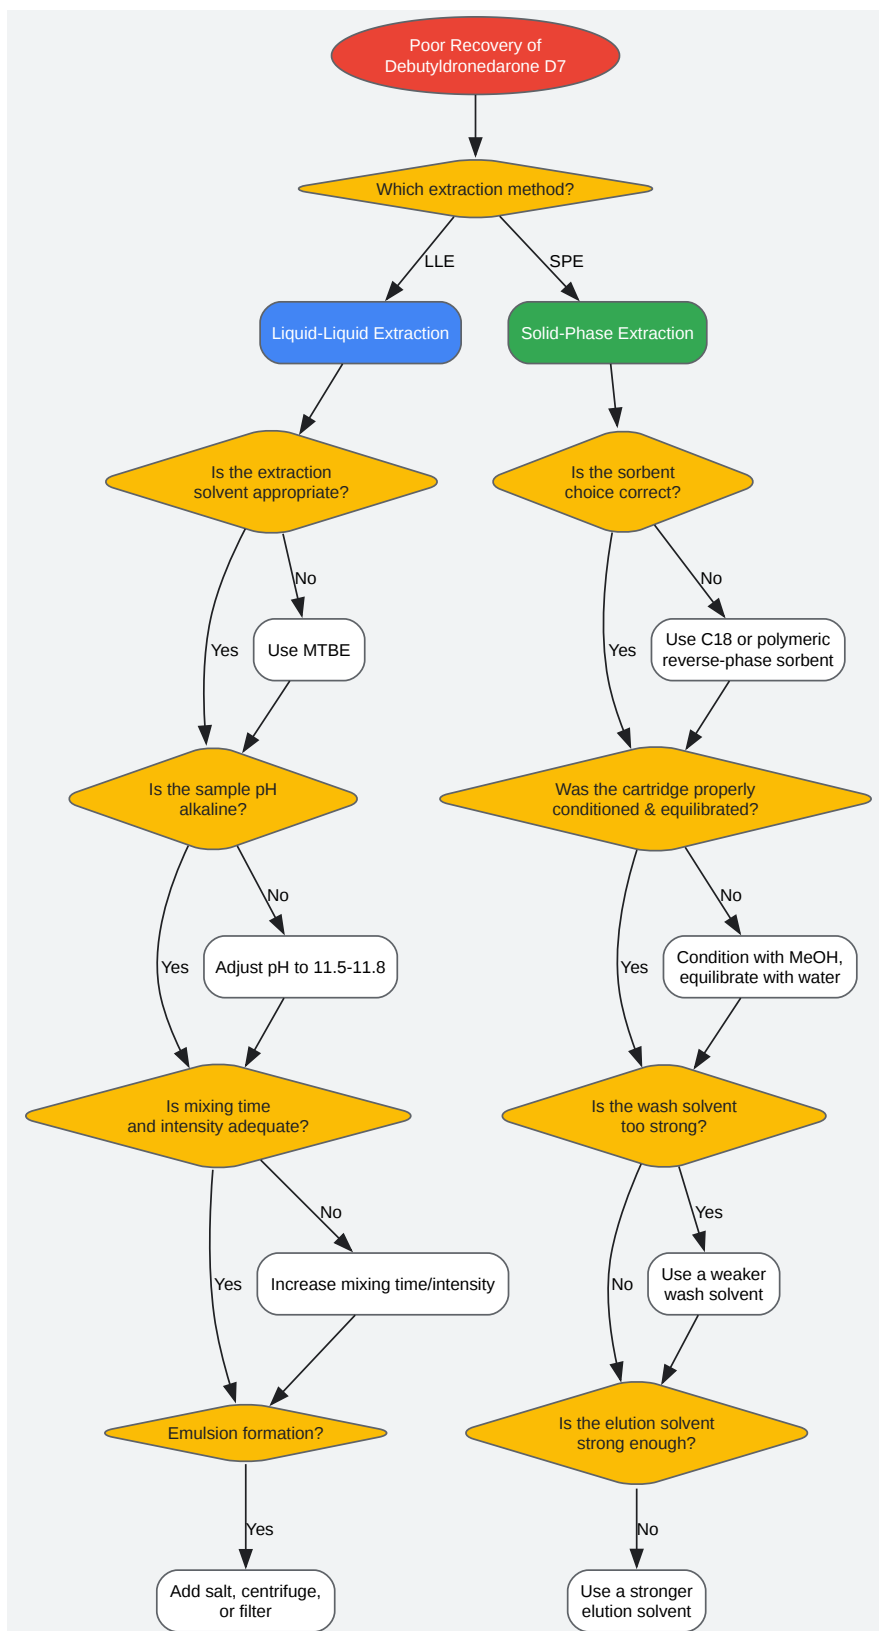 Poor Recovery of
Debutyldronedarone D7
Which extraction method?
LLE
SPE
Liquid-Liquid Extraction
Solid-Phase Extraction
Is the extraction
solvent appropriate?
Is the sorbent
choice correct?
No
No
Yes
Use MTBE
Yes
Use C18 or polymeric
reverse-phase sorbent
Is the sample pH
alkaline?
Was the cartridge properly
conditioned & equilibrated?
No
No
Yes
Adjust pH to 11.5-11.8
Yes
Condition with MeOH,
equilibrate with water
Is mixing time
and intensity adequate?
Is the wash solvent
too strong?
No
Yes
Yes
Increase mixing time/intensity
No
Use a weaker
wash solvent
Emulsion formation?
Is the elution solvent
strong enough?
Yes
No
Add salt, centrifuge,
or filter
Use a stronger
elution solvent